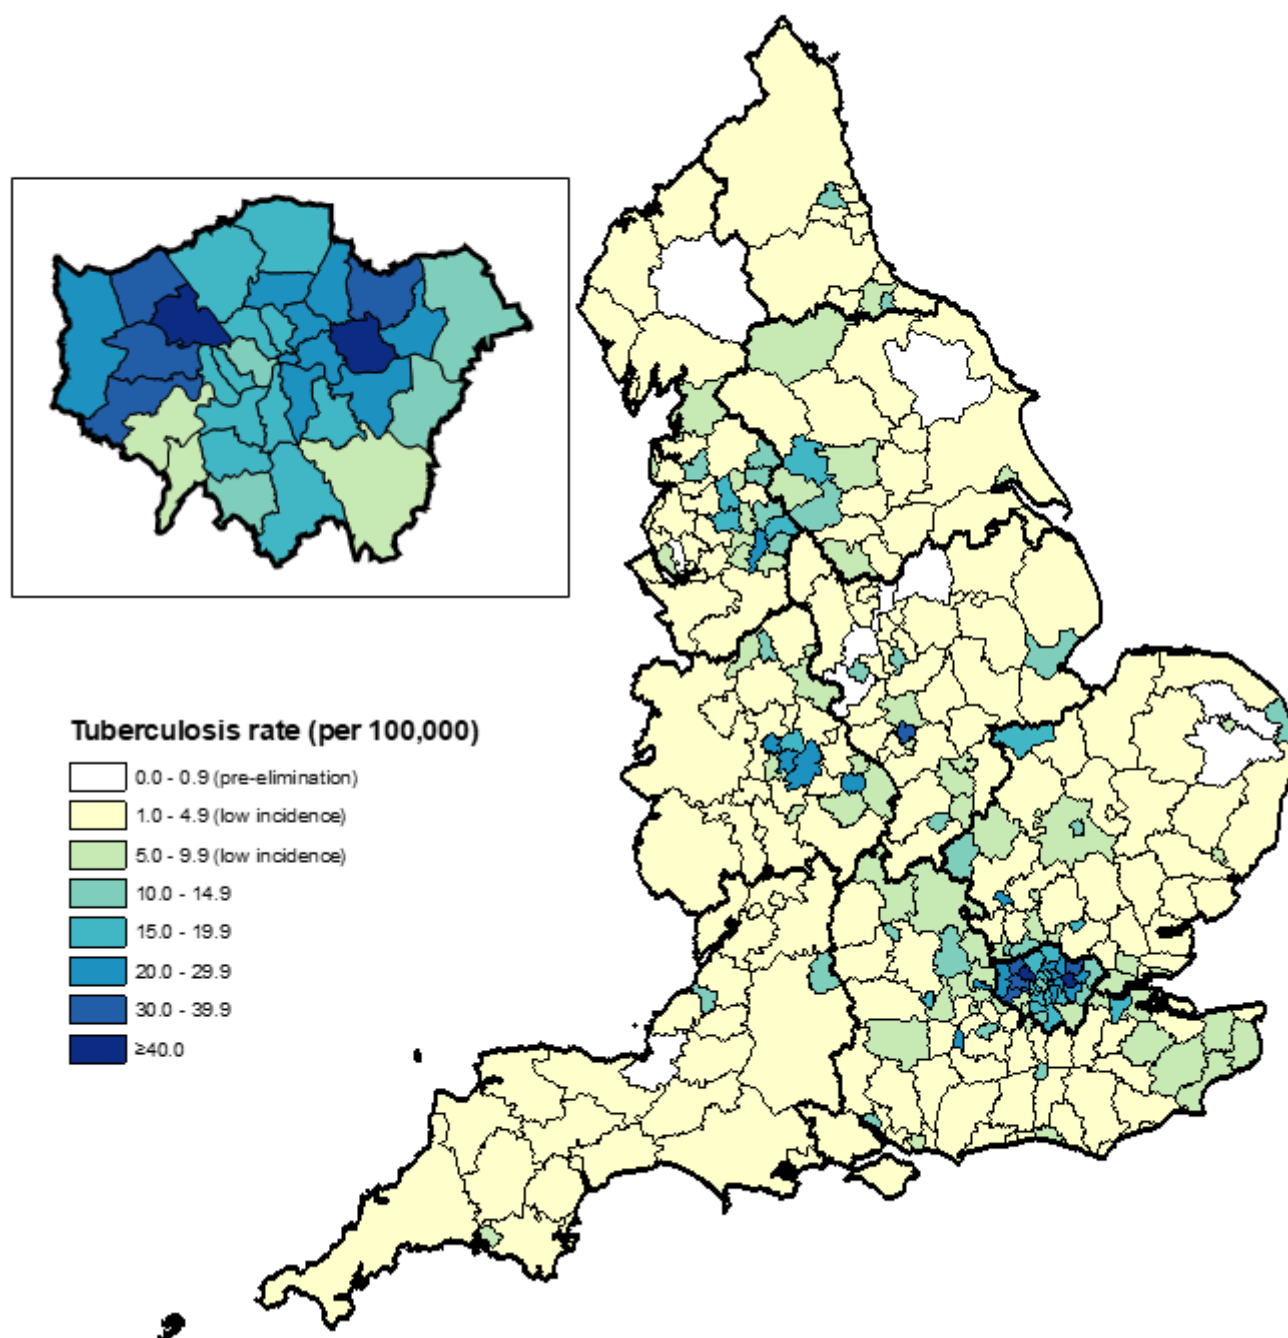 Tuberculosis rate (per 100,000)
0.0 - 0.9 (pre-elimination)
1.0 - 4.9 (low incidence)
5.0 - 9.9 (low incidence)
10.0 - 14.9
15.0 - 19.9
20.0 - 29.9
30.0 - 39.9
≥40.0